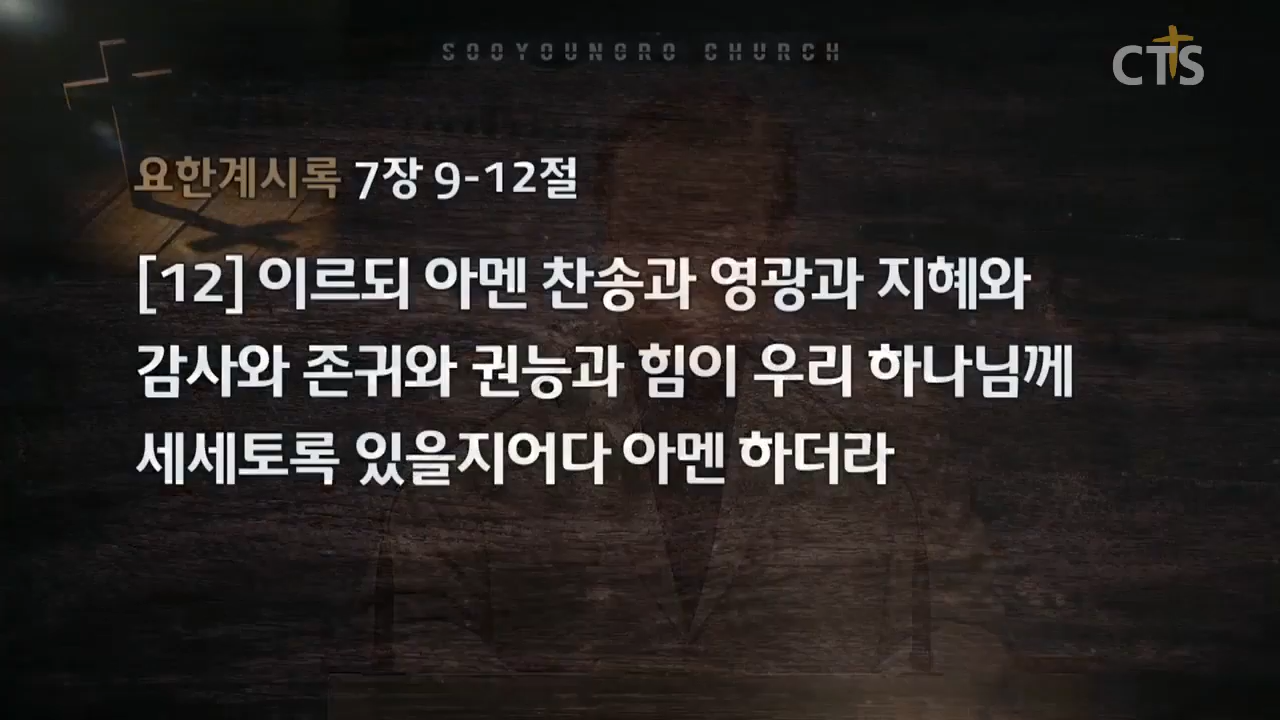 SOOYOUNGRO CHURCH
CTS
요한계시록 7장 9-12절
[12] 이르되 아멘 찬송과 영광과 지혜와
감사와 존귀와 권능과 힘이 우리 하나님께
세세토록 있을지어다 아멘 하더라